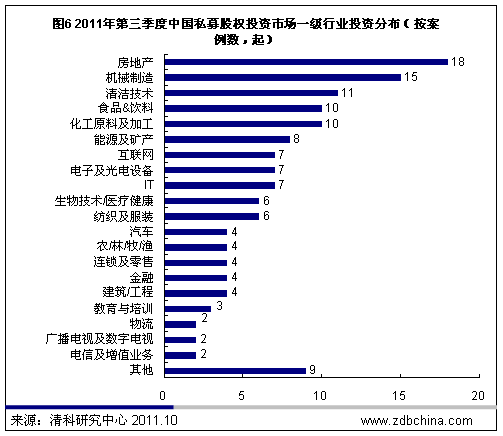 图6 2011年第三季度中国私募股权投资市场一级行业投资分布（按案
例数，起）
房地产 18
机械制造 15
清洁技术 11
食品&饮料 10
化工原料及加工 10
能源及矿产 8
互联网 7
电子及光电设备 7
IT 7
生物技术/医疗健康 6
纺织及服装 6
汽车 4
农/林/牧/渔 4
连锁及零售 4
金融 4
建筑/工程 4
教育与培训 3
物流 2
广播电视及数字电视 2
电信及增值业务 2
其他 9
0 5 10 15 20
来源：清科研究中心 2011.10 www.zdbchina.com